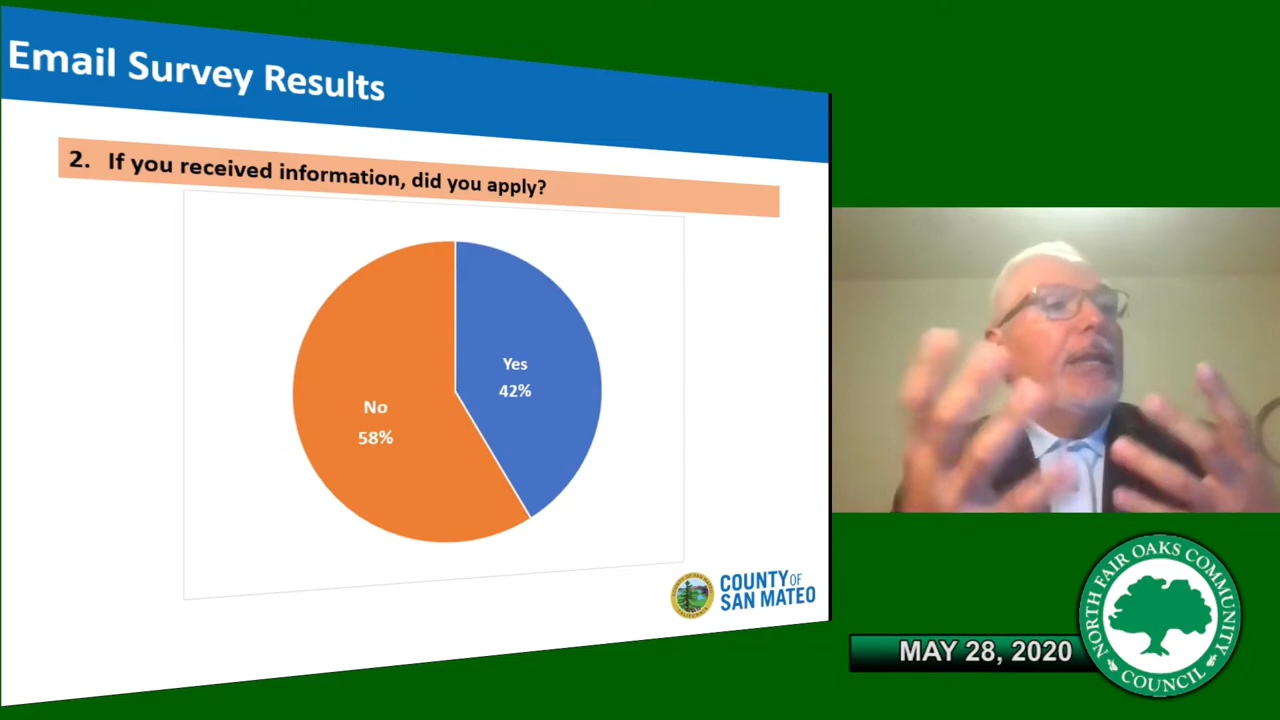 Email Survey Results
2. If you received information, did you apply?
Yes
42%
No
58%
COUNTY OF
SAN MATEO
MAY 28, 2020
NORTH FAIR OAKS COMMUNITY
COUNCIL